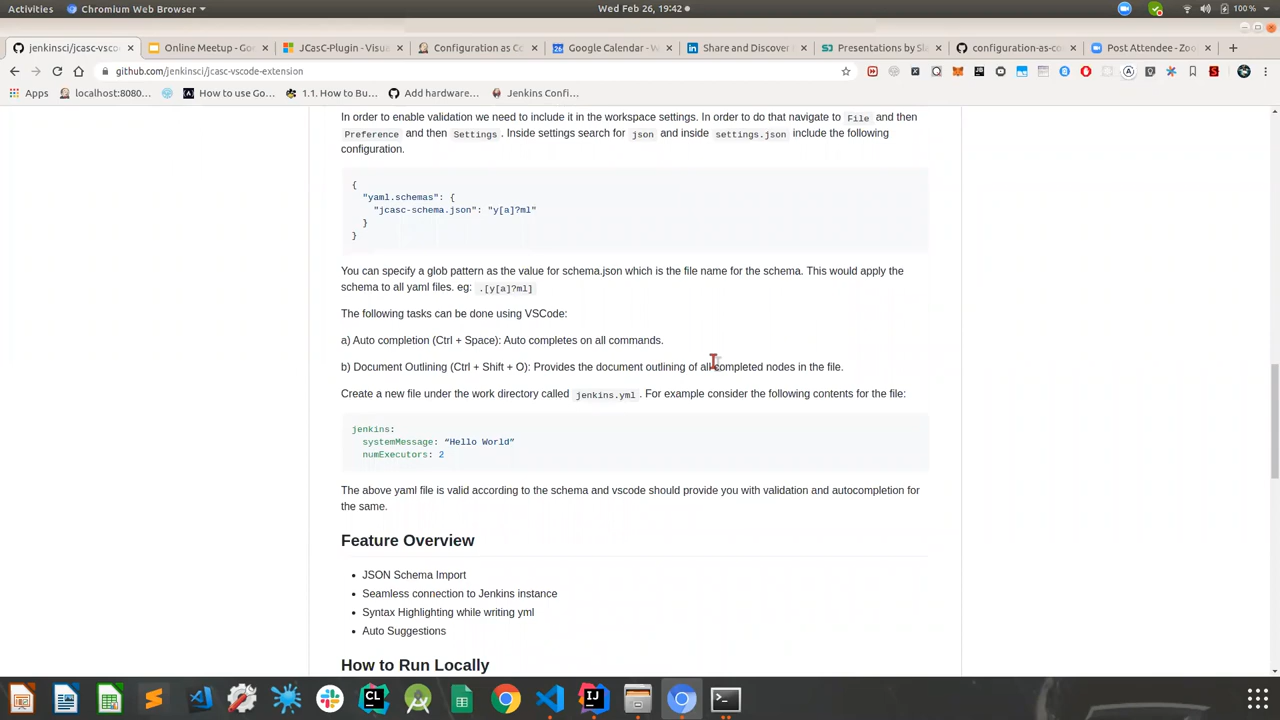 Activities
Chromium Web Browser
Wed Feb 26, 19:42
100 %
jenkinsci/jcasc-vsco
Online Meetup - Go
JCasC-Plugin - Visua
Configuration as Co
Google Calendar - W
Share and Discover
Presentations by Sl
configuration-as-co
Post Attendee - Zoo
github.com/jenkinsci/jcasc-vscode-extension
Apps
localhost:8080...
How to use Go...
1.1. How to Bu...
Add hardware...
Jenkins Confi...
In order to enable validation we need to include it in the workspace settings. In order to do that navigate to File and then
Preference and then Settings. Inside settings search for json and inside settings.json include the following
configuration.
{
"yaml.schemas": {
"jcasc-schema.json": "y[a]?ml"
}
}
You can specify a glob pattern as the value for schema.json which is the file name for the schema. This would apply the
schema to all yaml files. eg: .[y[a]?ml]
The following tasks can be done using VSCode:
a) Auto completion (Ctrl + Space): Auto completes on all commands.
b) Document Outlining (Ctrl + Shift + O): Provides the document outlining of all completed nodes in the file.
Create a new file under the work directory called jenkins.yml. For example consider the following contents for the file:
jenkins:
systemMessage: “Hello World”
numExecutors: 2
The above yaml file is valid according to the schema and vscode should provide you with validation and autocompletion for
the same.
Feature Overview
• JSON Schema Import
• Seamless connection to Jenkins instance
• Syntax Highlighting while writing yml
• Auto Suggestions
How to Run Locally